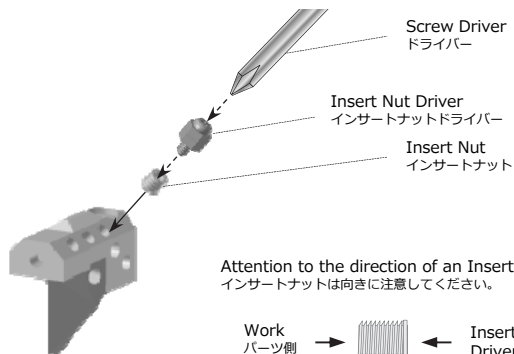 Screw Driver
ドライバー
Insert Nut Driver
インサートナットドライバー
Insert Nut
インサートナット
Attention to the direction of an Insert
インサートナットは向きに注意してください。
Work
パーツ側
Insert
Driver